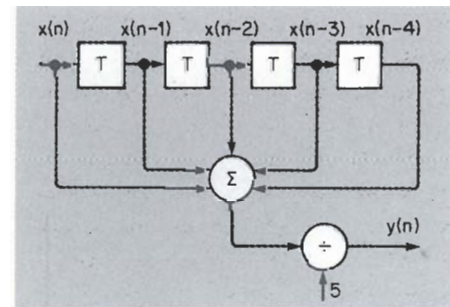 x(n) x(n-1) x(n-2) x(n-3) x(n-4)
T T T T
Σ
y(n)
÷
5